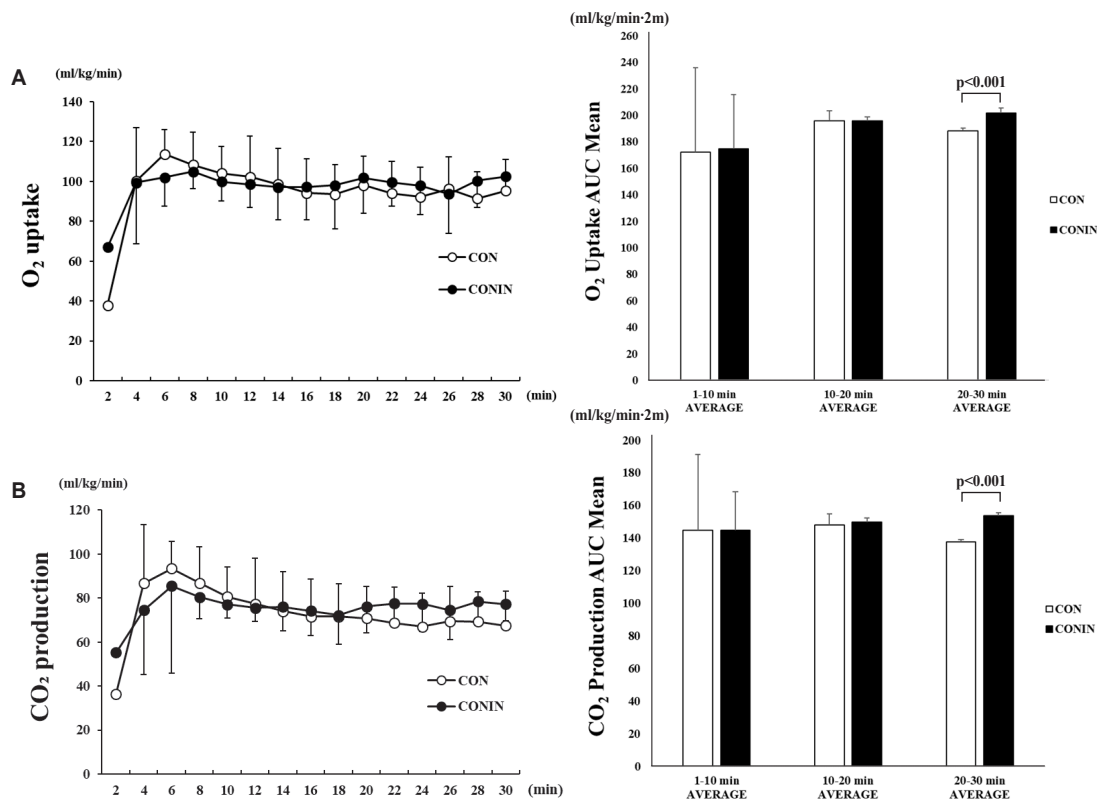 A
(ml/kg/min)
O₂ uptake
140
120
100
80
60
40
20
0
2 4 6 8 10 12 14 16 18 20 22 24 26 28 30 (min)
CON
CONIN
(ml/kg/min·2m)
O₂ Uptake AUC Mean
260
240
220
200
180
160
140
120
100
80
60
40
20
0
p<0.001
CON
CONIN
1-10 min
AVERAGE
10-20 min
AVERAGE
20-30 min
AVERAGE
B
(ml/kg/min)
CO₂ production
120
100
80
60
40
20
0
2 4 6 8 10 12 14 16 18 20 22 24 26 28 30 (min)
CON
CONIN
(ml/kg/min·2m)
CO₂ Production AUC Mean
200
180
160
140
120
100
80
60
40
20
0
p<0.001
CON
CONIN
1-10 min
AVERAGE
10-20 min
AVERAGE
20-30 min
AVERAGE